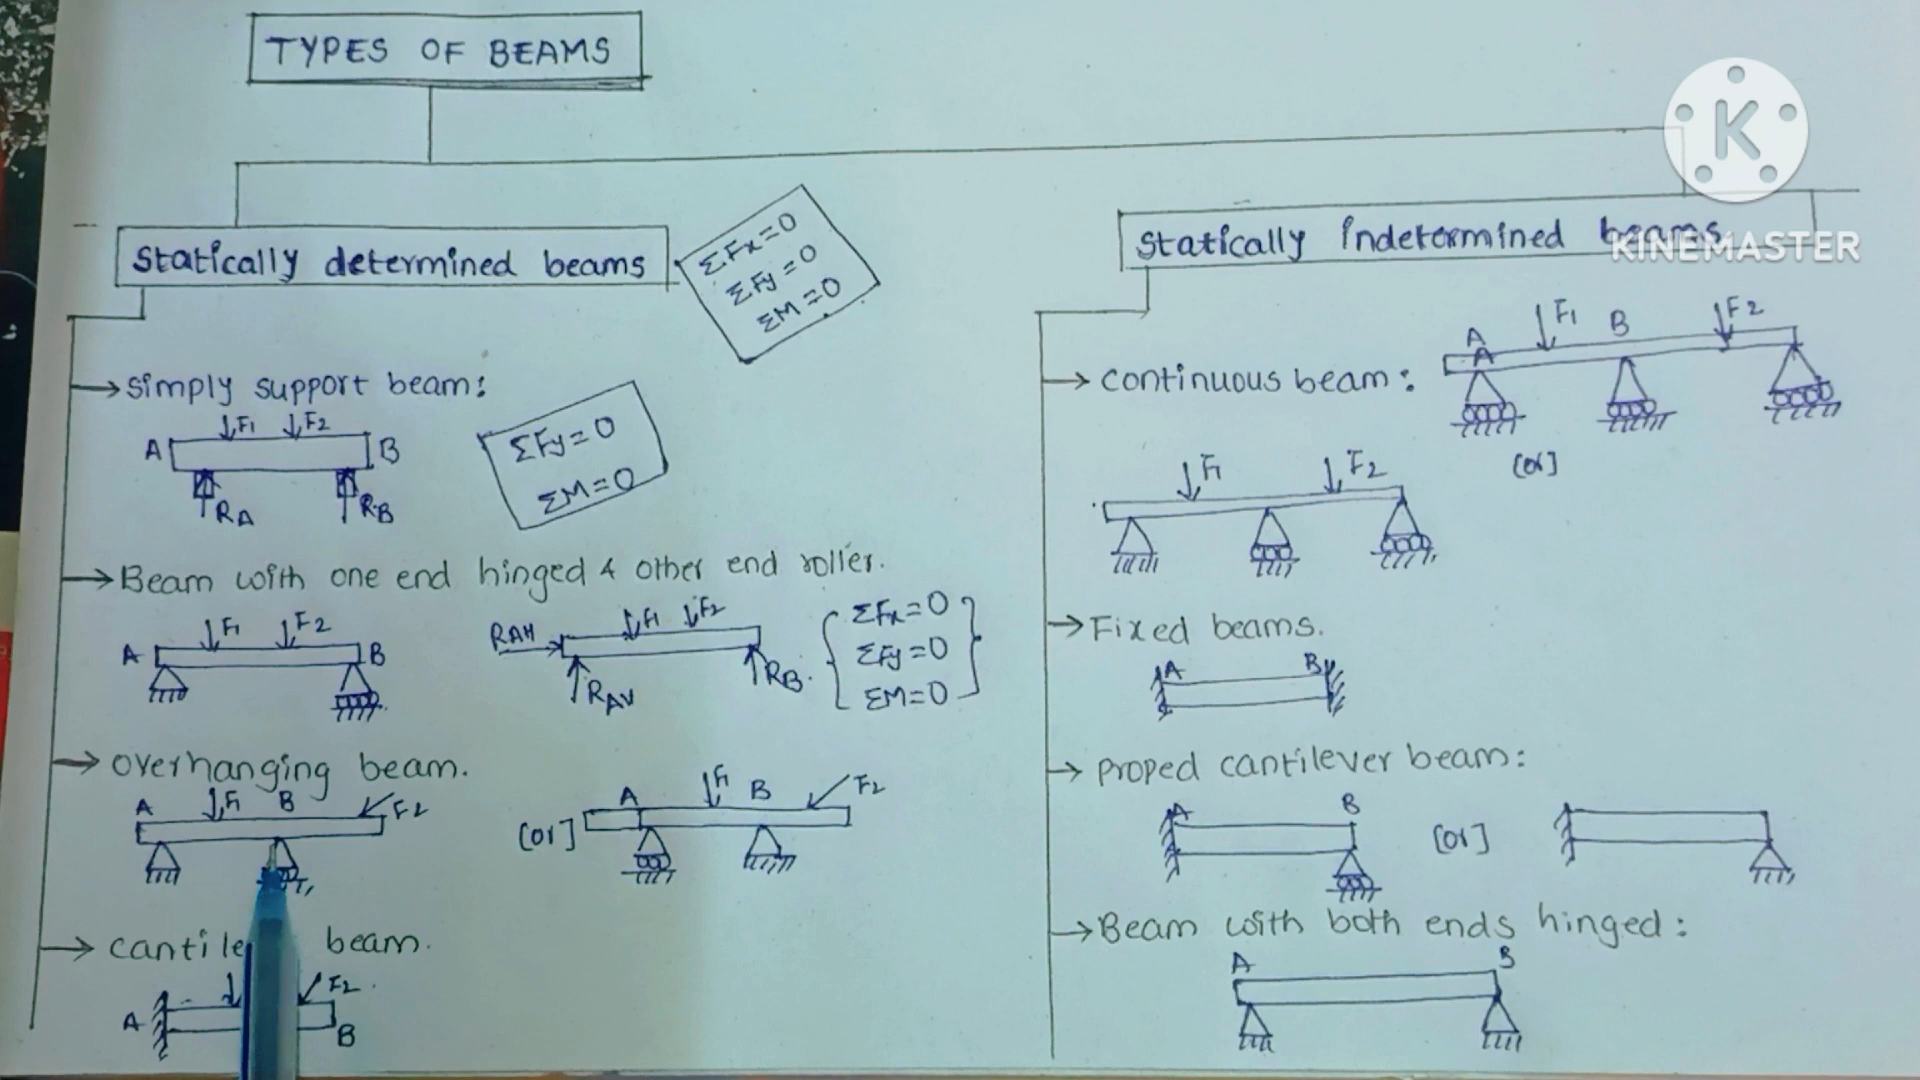 TYPES OF BEAMS
K
KINEMASTER
Statically determined beams
ΣFx=0
ΣFy=0
ΣM=0
simply support beam:
F1 F2
A B
RA RB
ΣFy=0
ΣM=0
Beam with one end hinged & other end roller.
F1 F2
A B
RAH F1 F2
RAV RB.
ΣFx=0
ΣFy=0
ΣM=0
overhanging beam.
A F1 B F2
[or]
A F1 B F2
cantile beam.
F2
A B
Statically indetermined beams
continuous beam:
A F1 B F2
A
[or]
F1 F2
Fixed beams.
A B
proped cantilever beam:
A B
[or]
Beam with both ends hinged:
A B